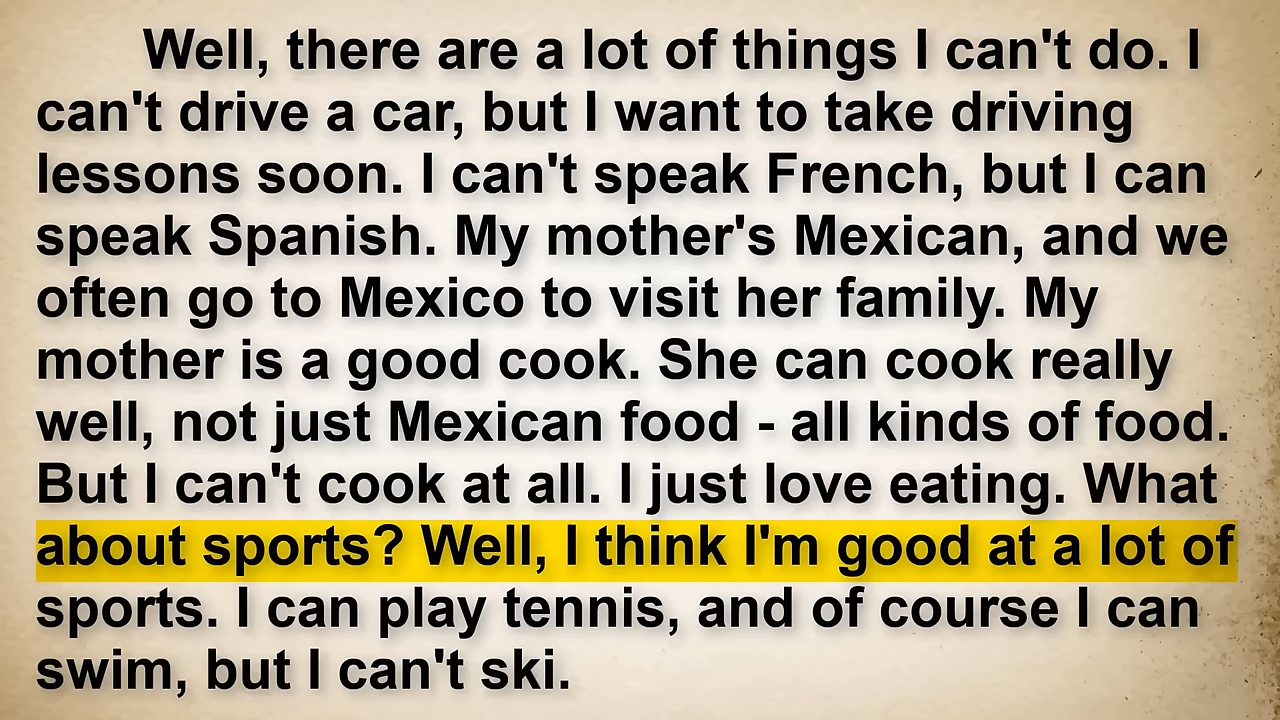 Well, there are a lot of things I can't do. I
can't drive a car, but I want to take driving
lessons soon. I can't speak French, but I can
speak Spanish. My mother's Mexican, and we
often go to Mexico to visit her family. My
mother is a good cook. She can cook really
well, not just Mexican food - all kinds of food.
But I can't cook at all. I just love eating. What
about sports? Well, I think I'm good at a lot of
sports. I can play tennis, and of course I can
swim, but I can't ski.